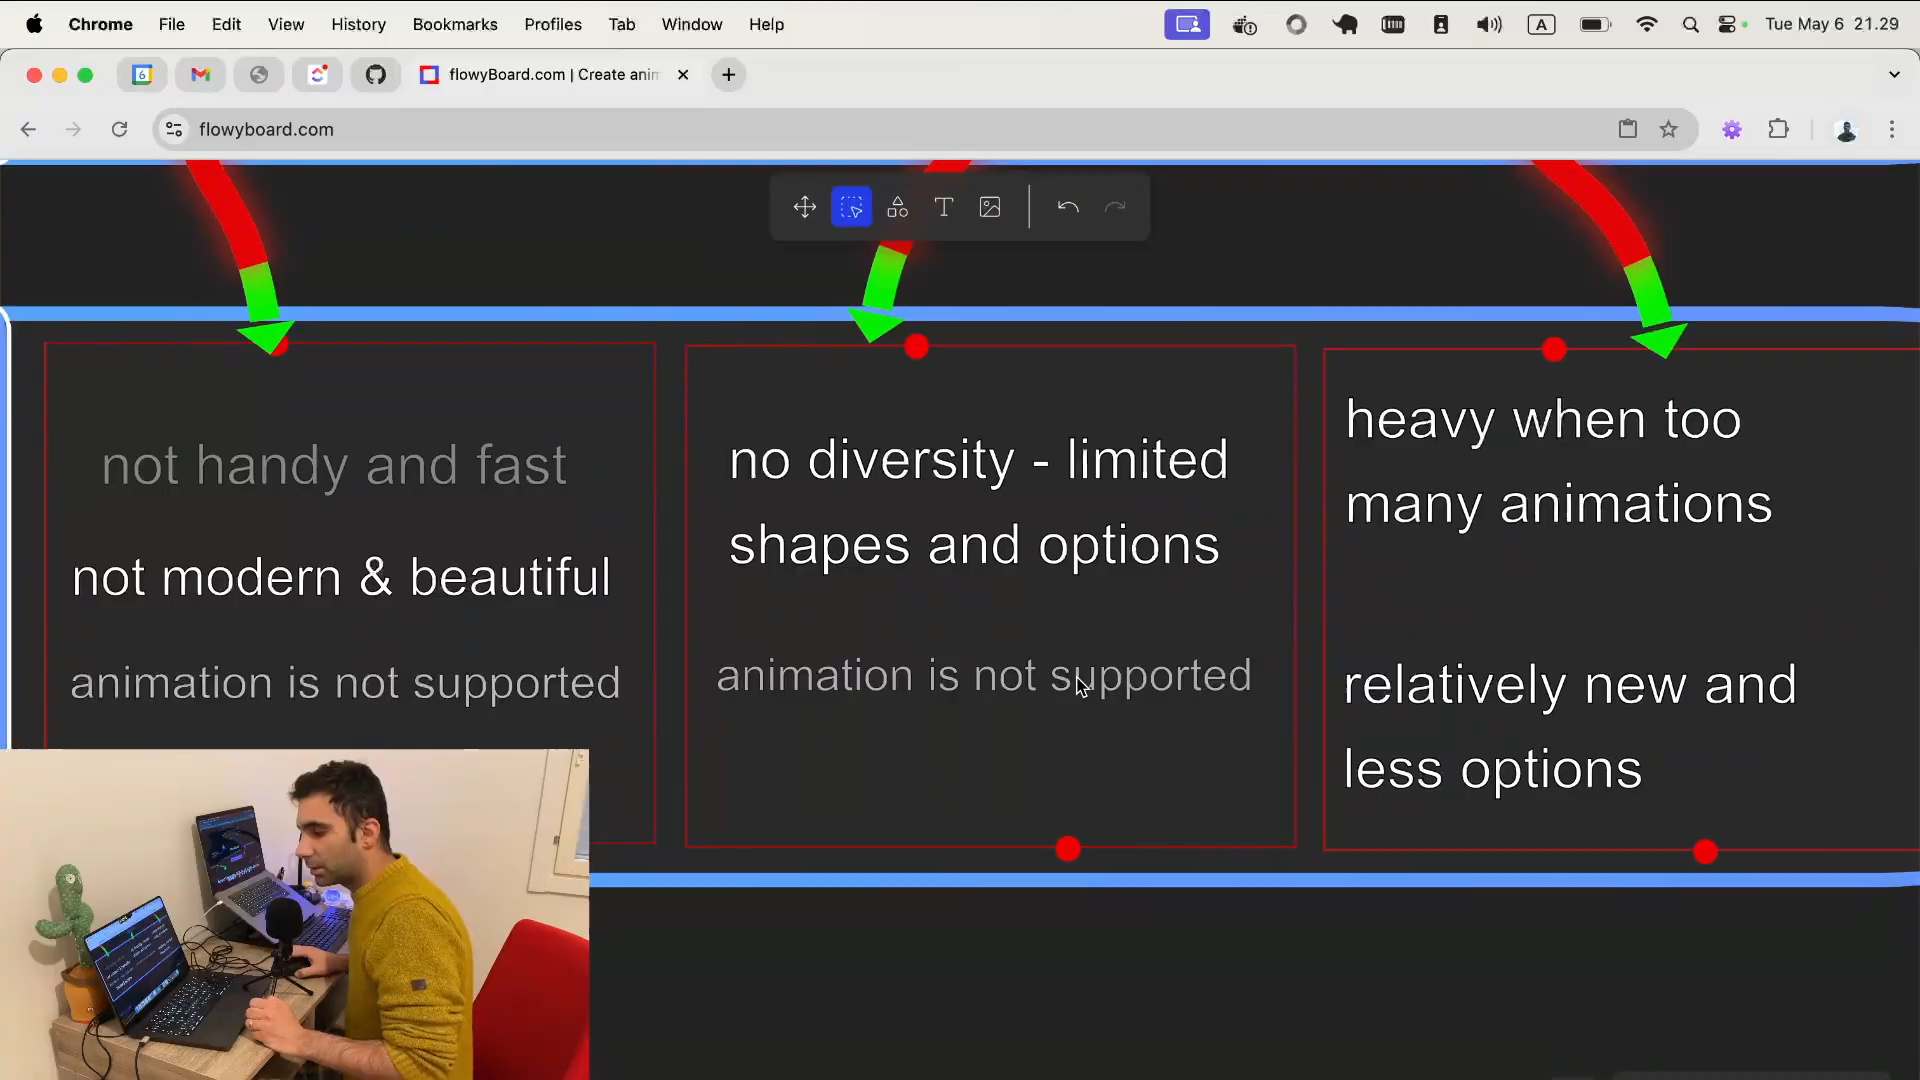 Chrome File Edit View History Bookmarks Profiles Tab Window Help
A
Tue May 6 21.29
6
flowyBoard.com | Create anim
flowyboard.com
not handy and fast
not modern & beautiful
animation is not supported
no diversity - limited
shapes and options
animation is not supported
heavy when too
many animations
relatively new and
less options